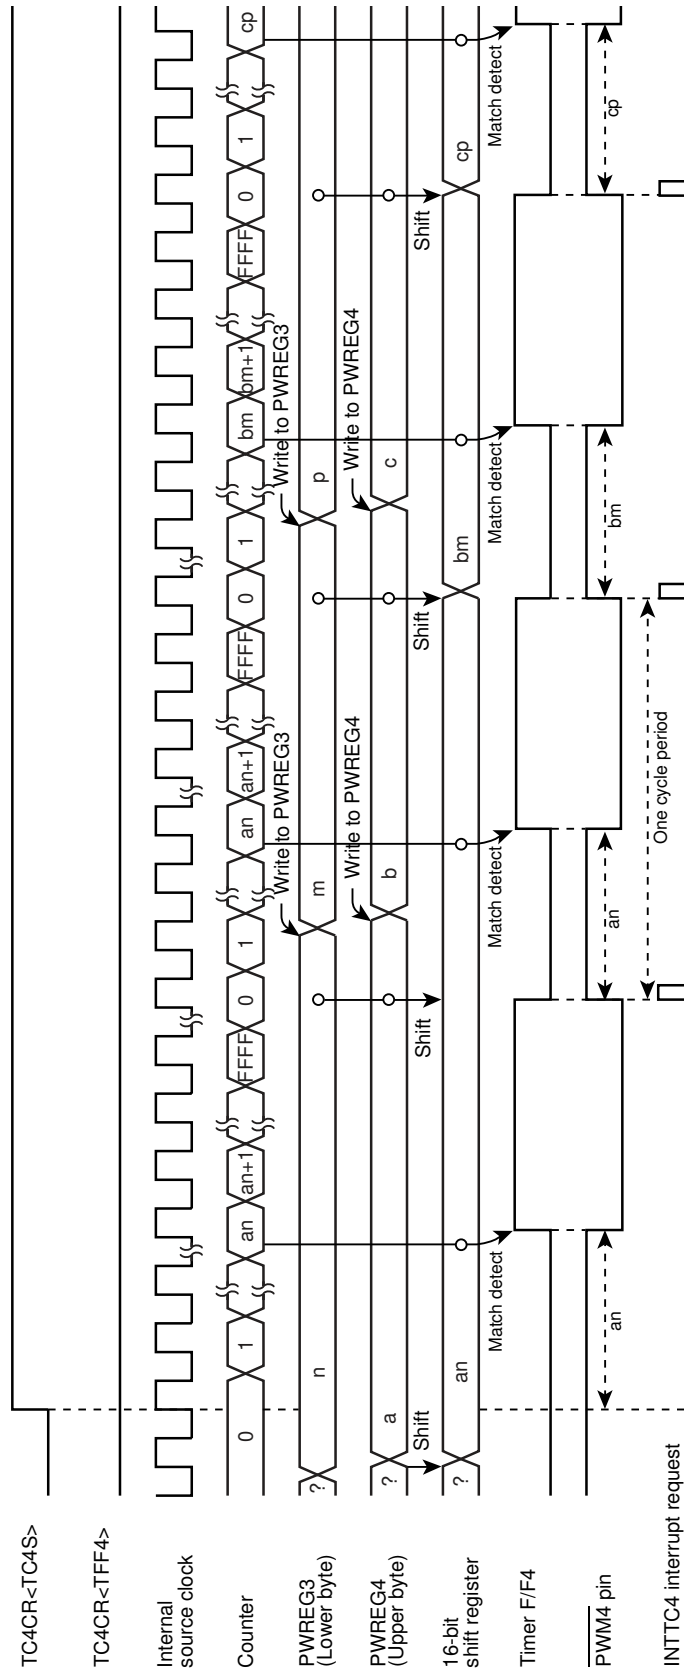 TC4CR<TC4S>
TC4CR<TFF4>
Internal
source clock
Counter
0
1
an
an+1
FFFF
0
1
an
an+1
FFFF
0
1
bm
bm+1
FFFF
0
1
cp
PWREG3
(Lower byte)
?
n
Write to PWREG3
m
Write to PWREG3
p
PWREG4
(Upper byte)
?
a
Write to PWREG4
b
Write to PWREG4
c
Shift
Shift
Shift
Shift
16-bit
shift register
?
an
bm
cp
Match detect
Match detect
Match detect
Match detect
Timer F/F4
PWM4 pin
an
an
bm
cp
One cycle period
INTTC4 interrupt request